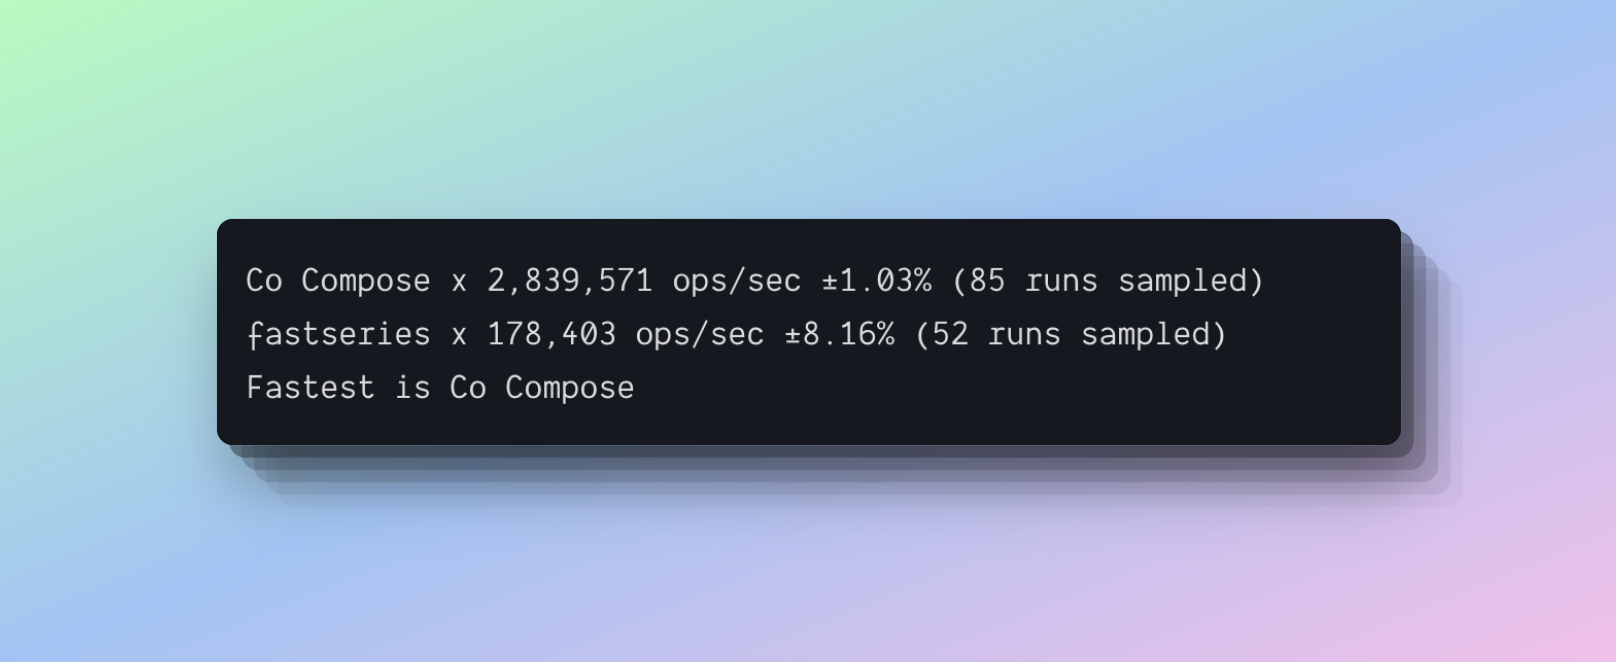 Co Compose x 2,839,571 ops/sec ±1.03% (85 runs sampled)
fastseries x 178,403 ops/sec ±8.16% (52 runs sampled)
Fastest is Co Compose